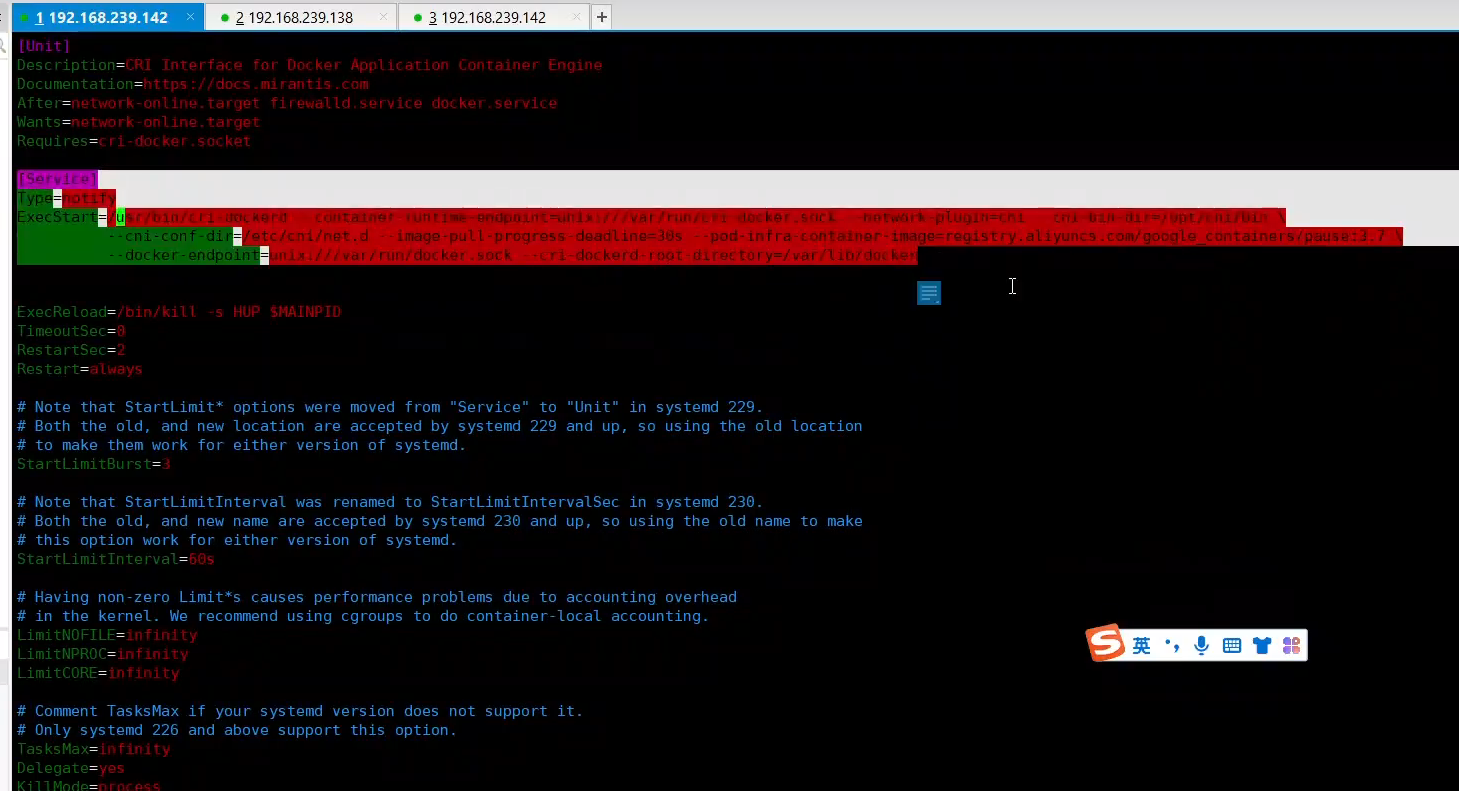 1 192.168.239.142 × 2 192.168.239.138 × 3 192.168.239.142 × +
[Unit]
Description=CRI Interface for Docker Application Container Engine
Documentation=https://docs.mirantis.com
After=network-online.target firewalld.service docker.service
Wants=network-online.target
Requires=cri-docker.socket
[Service]
Type=notify
ExecStart=/usr/bin/cri-dockerd --container-runtime-endpoint=unix:///var/run/cri-docker.sock --network-plugin=cni --cni-bin-dir=/opt/cni/bin \
--cni-conf-dir=/etc/cni/net.d --image-pull-progress-deadline=30s --pod-infra-container-image=registry.aliyuncs.com/google_containers/pause:3.7 \
--docker-endpoint=unix:///var/run/docker.sock --cri-dockerd-root-directory=/var/lib/docker
ExecReload=/bin/kill -s HUP $MAINPID
TimeoutSec=0
RestartSec=2
Restart=always
# Note that StartLimit* options were moved from "Service" to "Unit" in systemd 229.
# Both the old, and new location are accepted by systemd 229 and up, so using the old location
# to make them work for either version of systemd.
StartLimitBurst=3
# Note that StartLimitInterval was renamed to StartLimitIntervalSec in systemd 230.
# Both the old, and new name are accepted by systemd 230 and up, so using the old name to make
# this option work for either version of systemd.
StartLimitInterval=60s
# Having non-zero Limit*s causes performance problems due to accounting overhead
# in the kernel. We recommend using cgroups to do container-local accounting.
LimitNOFILE=infinity
LimitNPROC=infinity
LimitCORE=infinity
S 英
# Comment TasksMax if your systemd version does not support it.
# Only systemd 226 and above support this option.
TasksMax=infinity
Delegate=yes
KillMode=process